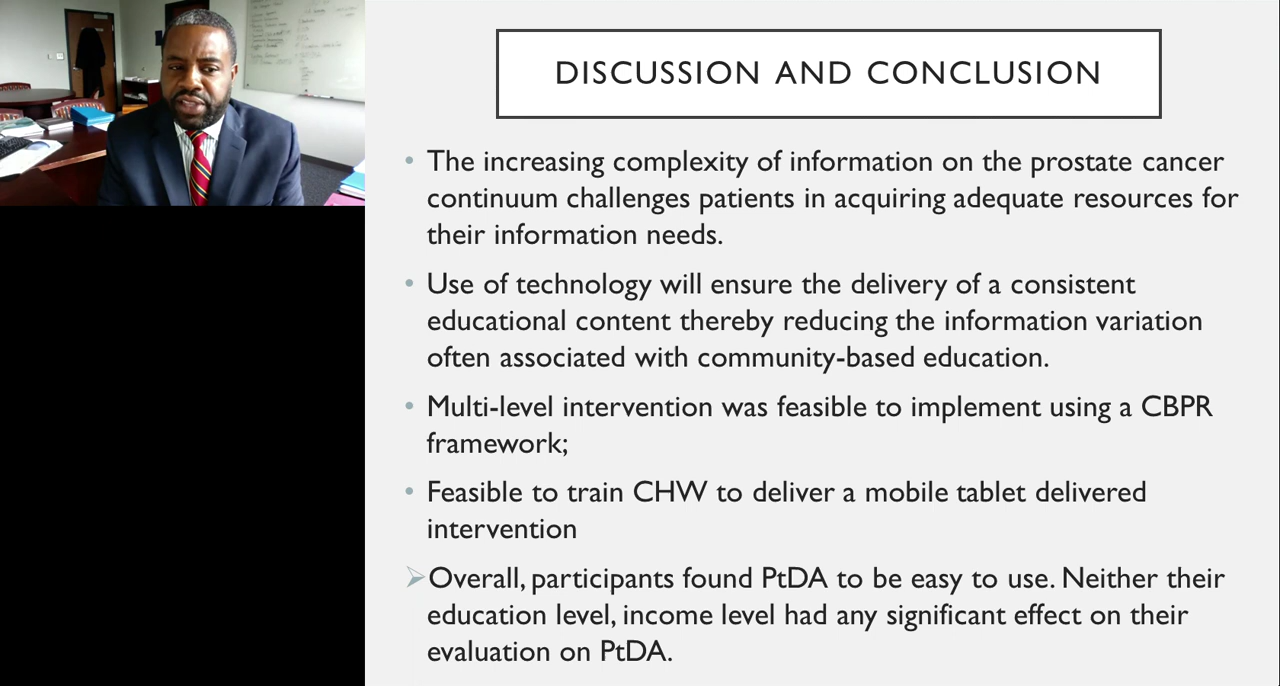 DISCUSSION AND CONCLUSION
• The increasing complexity of information on the prostate cancer
continuum challenges patients in acquiring adequate resources for
their information needs.
• Use of technology will ensure the delivery of a consistent
educational content thereby reducing the information variation
often associated with community-based education.
• Multi-level intervention was feasible to implement using a CBPR
framework;
• Feasible to train CHW to deliver a mobile tablet delivered
intervention
➢Overall, participants found PtDA to be easy to use. Neither their
education level, income level had any significant effect on their
evaluation on PtDA.